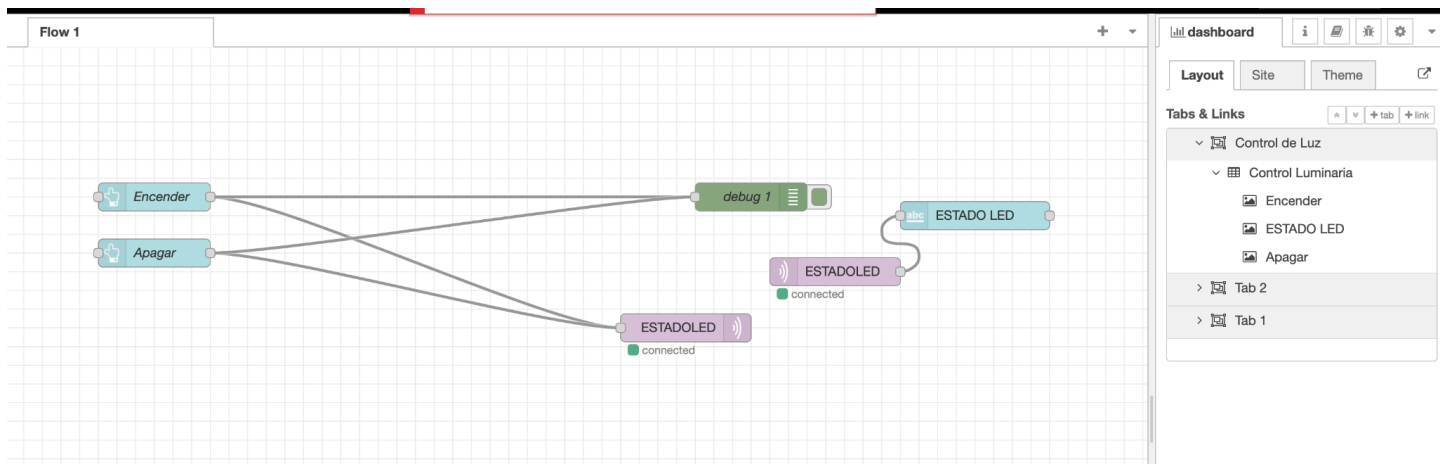 Flow 1
dashboard
Layout
Site
Theme
Tabs & Links
tab
link
Control de Luz
Control Luminaria
Encender
ESTADO LED
Apagar
Tab 2
Tab 1
Encender
debug 1
abc
ESTADO LED
Apagar
ESTADOLED
connected
ESTADOLED
connected